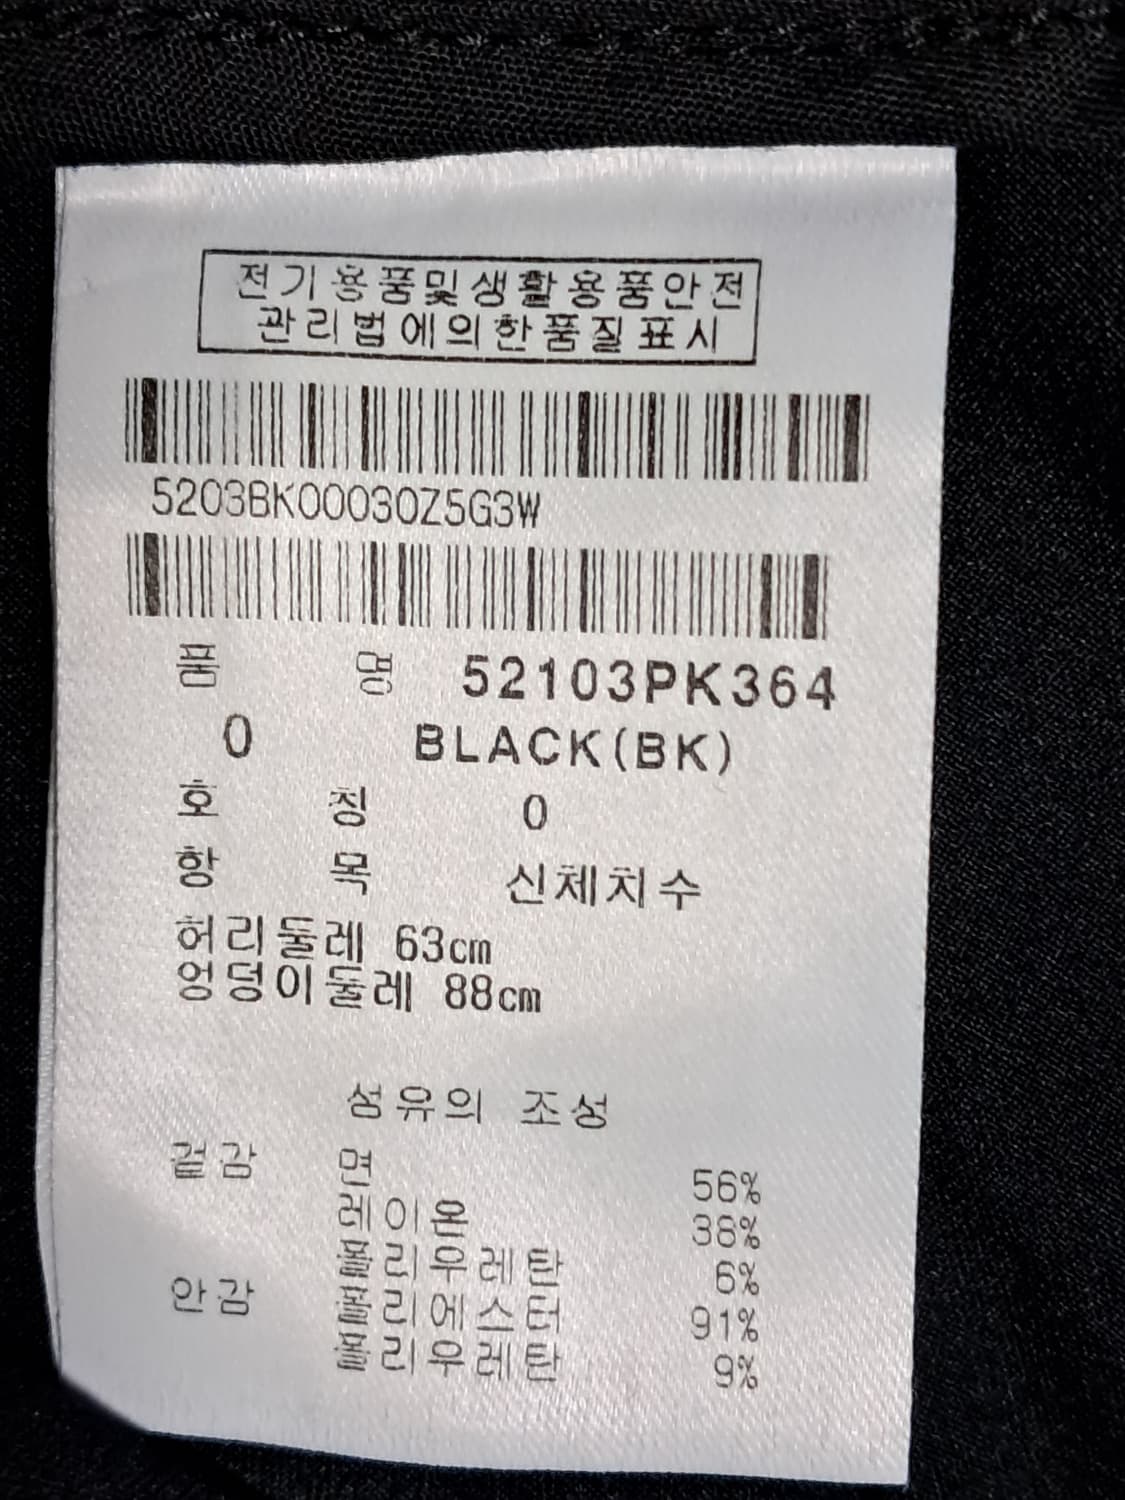 전기용품및생활용품안전
관리법에의한품질표시
5203BK00030Z5G3W
품 명 52103PK364
0 BLACK(BK)
호 칭 0
항 목 신체치수
허리둘레 63cm
엉덩이둘레 88cm
섬유의 조성
겉감 면 56%
레이온 38%
폴리우레탄 6%
안감 폴리에스터 91%
폴리우레탄 9%